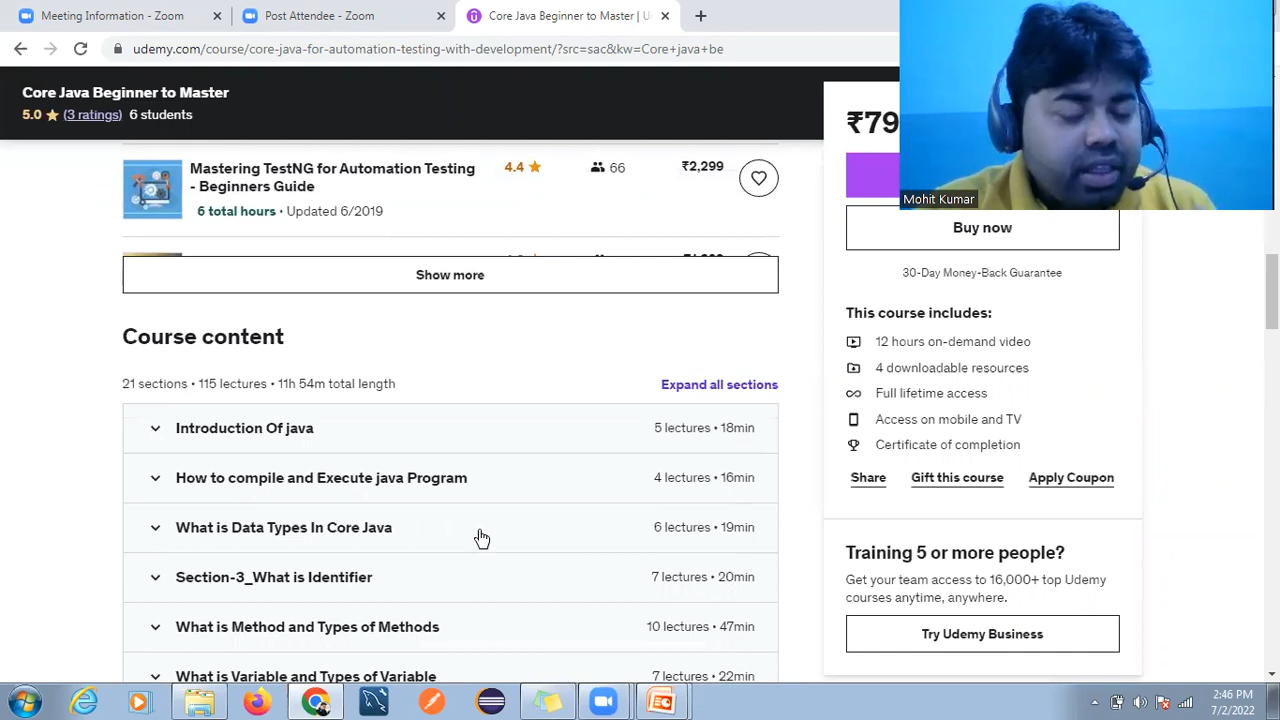 Meeting Information - Zoom
Post Attendee - Zoom
Core Java Beginner to Master | U
udemy.com/course/core-java-for-automation-testing-with-development/?src=sac&kw=Core+java+be
Core Java Beginner to Master
5.0 ★ (3 ratings) 6 students
Mastering TestNG for Automation Testing - Beginners Guide
4.4 ★
66
₹2,299
6 total hours • Updated 6/2019
Show more
Course content
21 sections • 115 lectures • 11h 54m total length
Expand all sections
Introduction Of java
5 lectures • 18min
How to compile and Execute java Program
4 lectures • 16min
What is Data Types In Core Java
6 lectures • 19min
Section-3_What is Identifier
7 lectures • 20min
What is Method and Types of Methods
10 lectures • 47min
What is Variable and Types of Variable
7 lectures • 22min
₹79
Mohit Kumar
Buy now
30-Day Money-Back Guarantee
This course includes:
12 hours on-demand video
4 downloadable resources
Full lifetime access
Access on mobile and TV
Certificate of completion
Share
Gift this course
Apply Coupon
Training 5 or more people?
Get your team access to 16,000+ top Udemy
courses anytime, anywhere.
Try Udemy Business
2:46 PM
7/2/2022